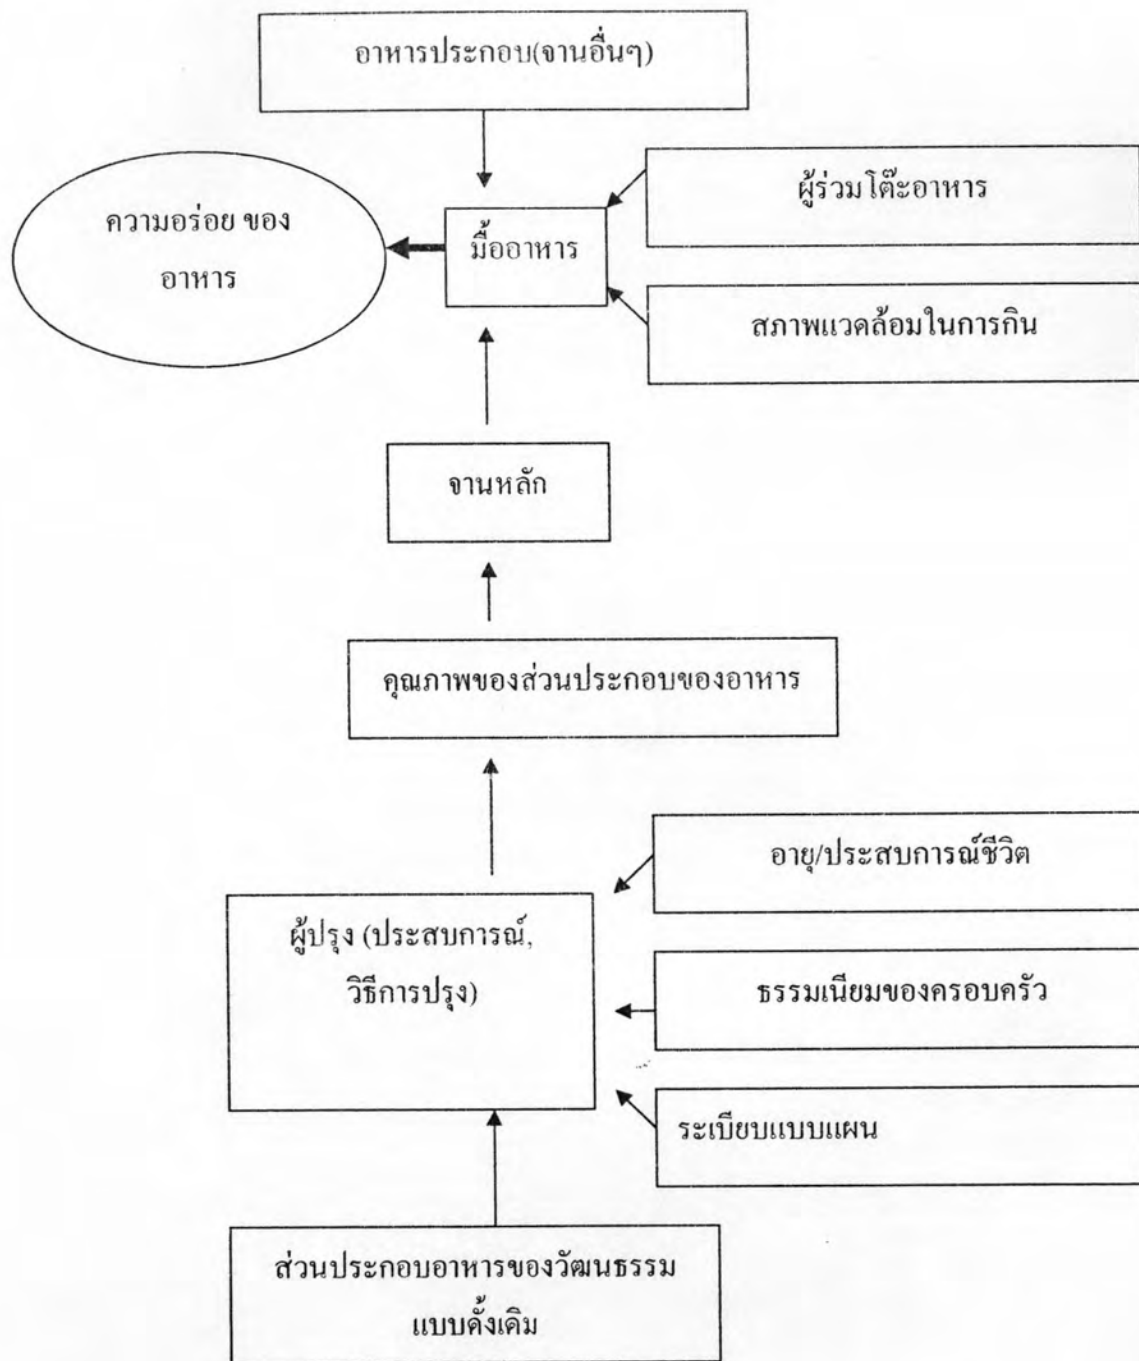 อาหารประกอบ(จานอื่นๆ)
ผู้ร่วมโต๊ะอาหาร
ความอร่อย ของ
อาหาร
มื้ออาหาร
สภาพแวดล้อมในการกิน
จานหลัก
คุณภาพของส่วนประกอบของอาหาร
อายุ/ประสบการณ์ชีวิต
ผู้ปรุง (ประสบการณ์,
วิธีการปรุง)
ธรรมเนียมของครอบครัว
ระเบียบแบบแผน
ส่วนประกอบอาหารของวัฒนธรรม
แบบดั้งเดิม